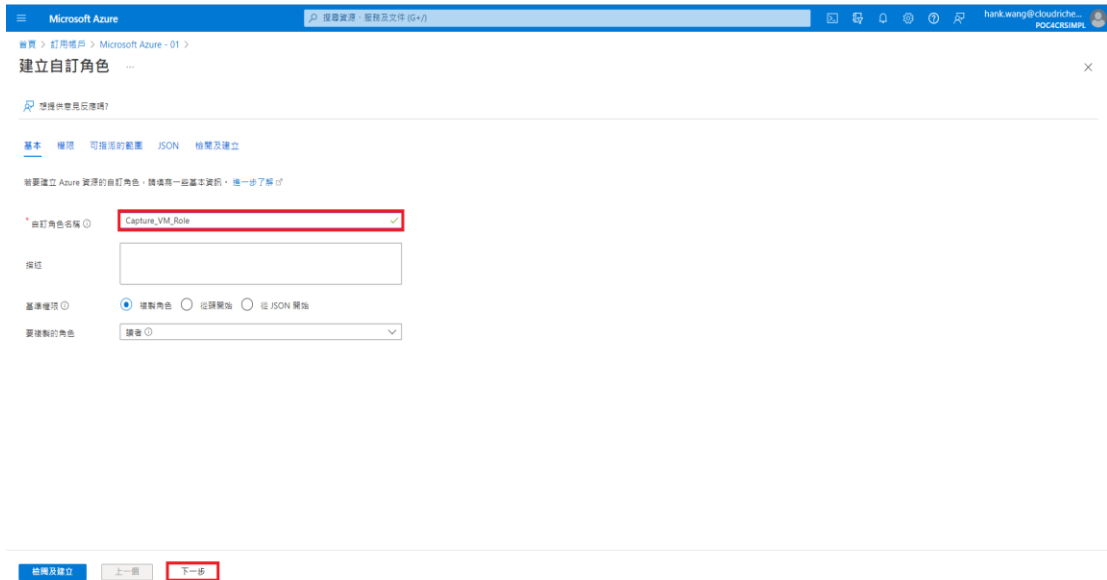 Microsoft Azure
搜尋資源、服務及文件 (G+/)
hank.wang@cloudriche...
POC4CRSIMPL
首頁 > 訂用帳戶 > Microsoft Azure - 01 >
建立自訂角色 ...
想提供意見反應嗎?
基本 權限 可指派的範圍 JSON 檢閱及建立
若要建立 Azure 資源的自訂角色，請填寫一些基本資訊。 進一步了解
* 自訂角色名稱
Capture_VM_Role
描述
基準權限
複製角色 從頭開始 從 JSON 開始
要複製的角色
讀者
檢閱及建立 上一個 下一步